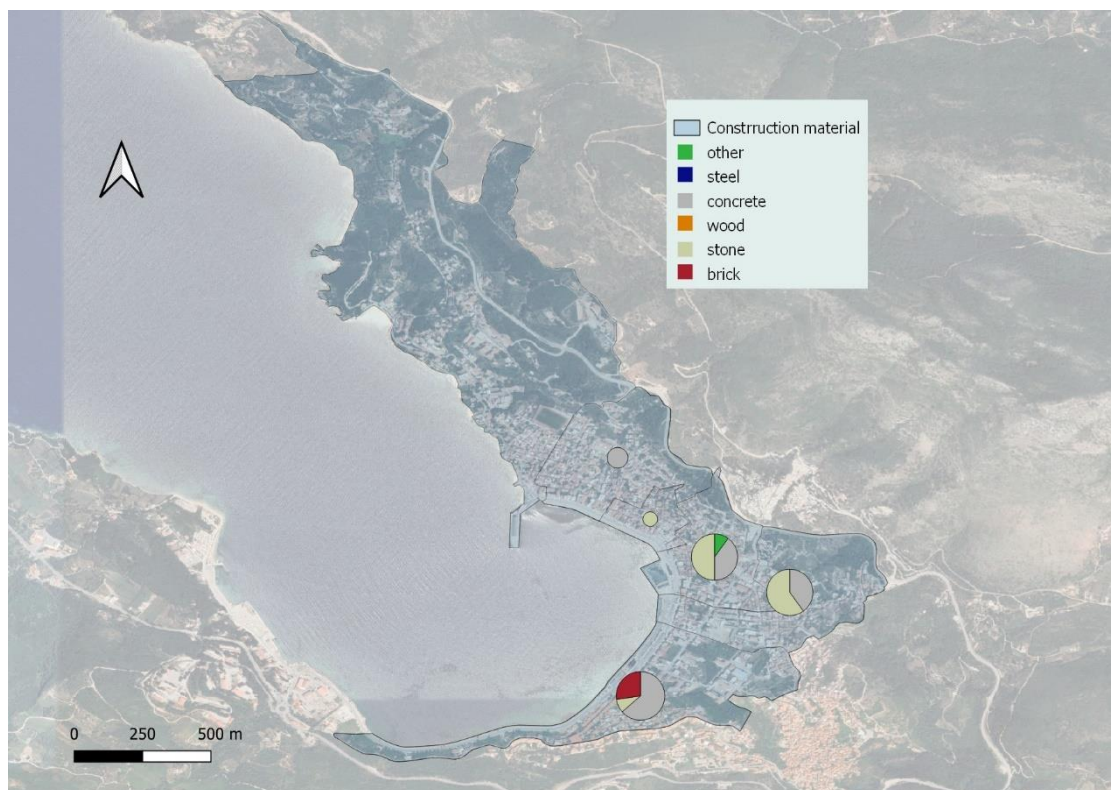 Constrruction material
other
steel
concrete
wood
stone
brick
0 250 500 m